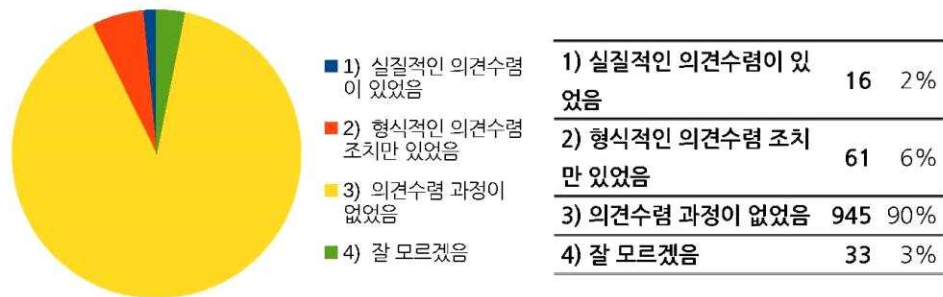 1) 실질적인 의견수렴
이 있었음
2) 형식적인 의견수렴
조치만 있었음
3) 의견수렴 과정이
없었음
4) 잘 모르겠음
1) 실질적인 의견수렴이 있
었음 16 2%
2) 형식적인 의견수렴 조치
만 있었음 61 6%
3) 의견수렴 과정이 없었음 945 90%
4) 잘 모르겠음 33 3%